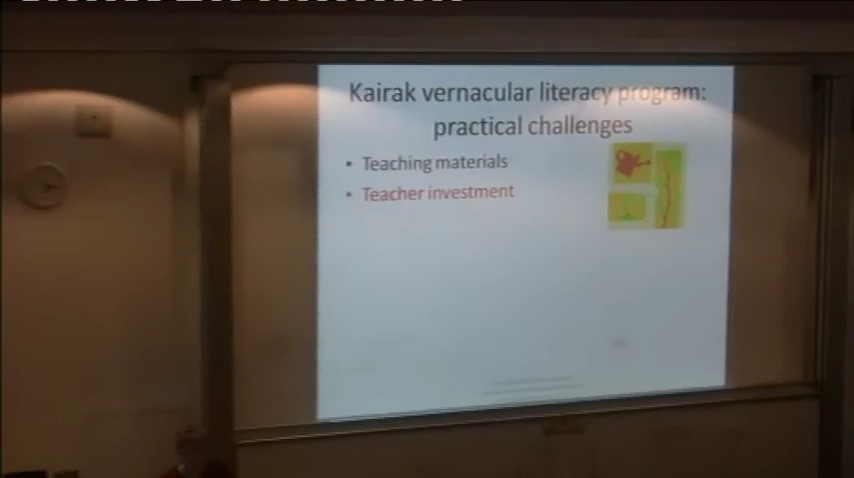 Kairak vernacular literacy program:
practical challenges
• Teaching materials
• Teacher investment